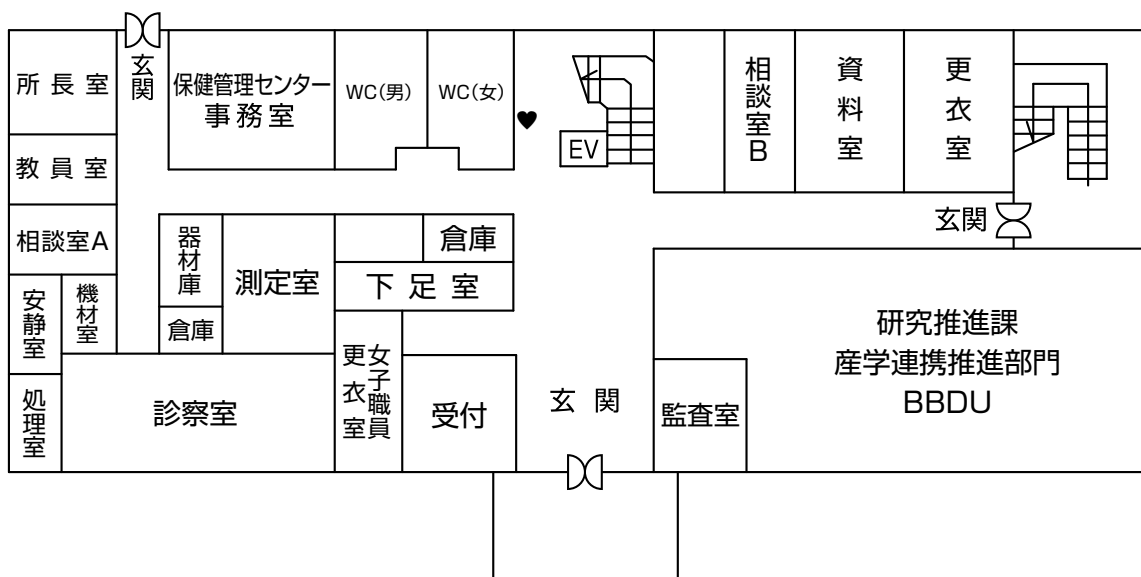 所長室
玄関
保健管理センター
事務室
WC(男)
WC(女)
EV
相談室B
資料室
更衣室
教員室
相談室A
器材庫
測定室
倉庫
下足室
玄関
安静室
機材室
倉庫
研究推進課
産学連携推進部門
BBDU
処理室
診察室
女子職員
更衣室
受付
玄関
監査室